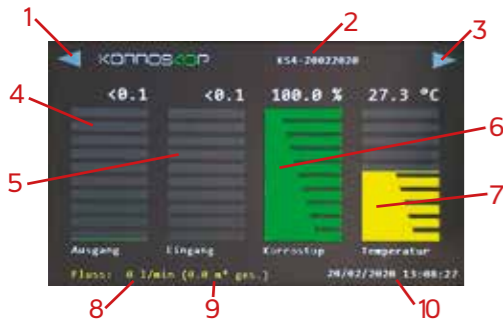 1 2 3
KORROSTOP KS4-20022020
4 <0.1 <0.1 100.0 % 27.3 °C
5 6
7
Ausgang Eingang Korrostop Temperatur
Fluss: 0 l/min (0.0 m³ ges.) 20/02/2020 13:08:27
8 9 10